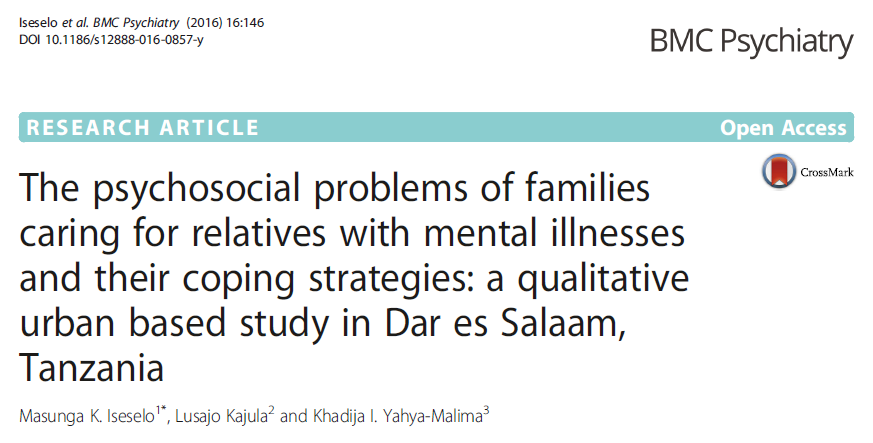 Iseselo et al. BMC Psychiatry (2016) 16:146
DOI 10.1186/s12888-016-0857-y
BMC Psychiatry
RESEARCH ARTICLE
Open Access
CrossMark
The psychosocial problems of families
caring for relatives with mental illnesses
and their coping strategies: a qualitative
urban based study in Dar es Salaam,
Tanzania
Masunga K. Iseselo1*, Lusajo Kajula2 and Khadija I. Yahya-Malima3